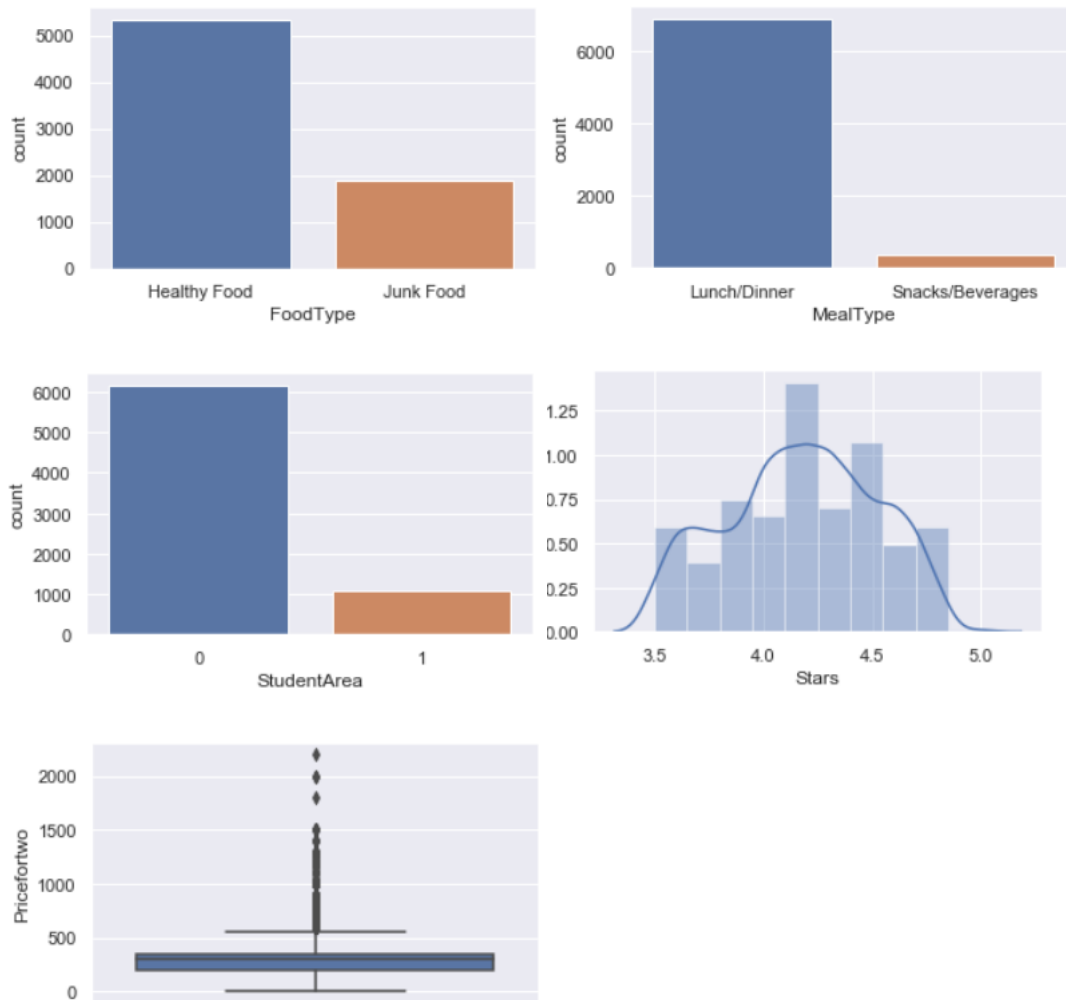 count
5000
4000
3000
2000
1000
0
Healthy Food
Junk Food
FoodType
count
6000
4000
2000
0
Lunch/Dinner
Snacks/Beverages
MealType
count
6000
5000
4000
3000
2000
1000
0
0
1
StudentArea
1.25
1.00
0.75
0.50
0.25
0.00
3.5
4.0
4.5
5.0
Stars
Pricefortwo
2000
1500
1000
500
0